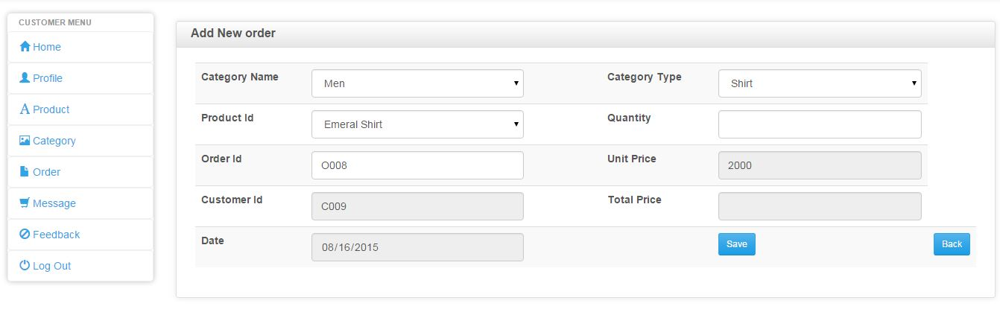 CUSTOMER MENU
Home
Profile
A Product
Category
Order
Message
Feedback
Log Out
Add New order
Category Name Men Category Type Shirt
Product Id Emeral Shirt Quantity
Order Id O008 Unit Price 2000
Customer Id C009 Total Price
Date 08/16/2015 Save Back